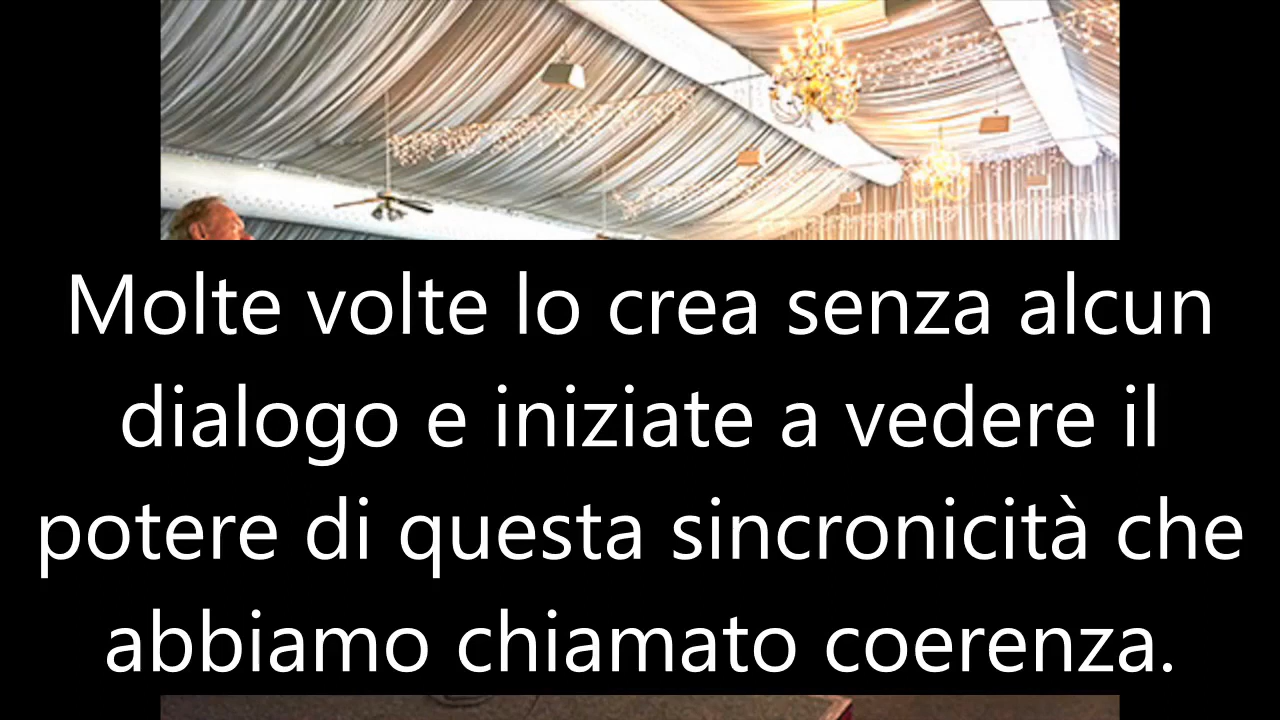 Molte volte lo crea senza alcun
dialogo e iniziate a vedere il
potere di questa sincronicità che
abbiamo chiamato coerenza.